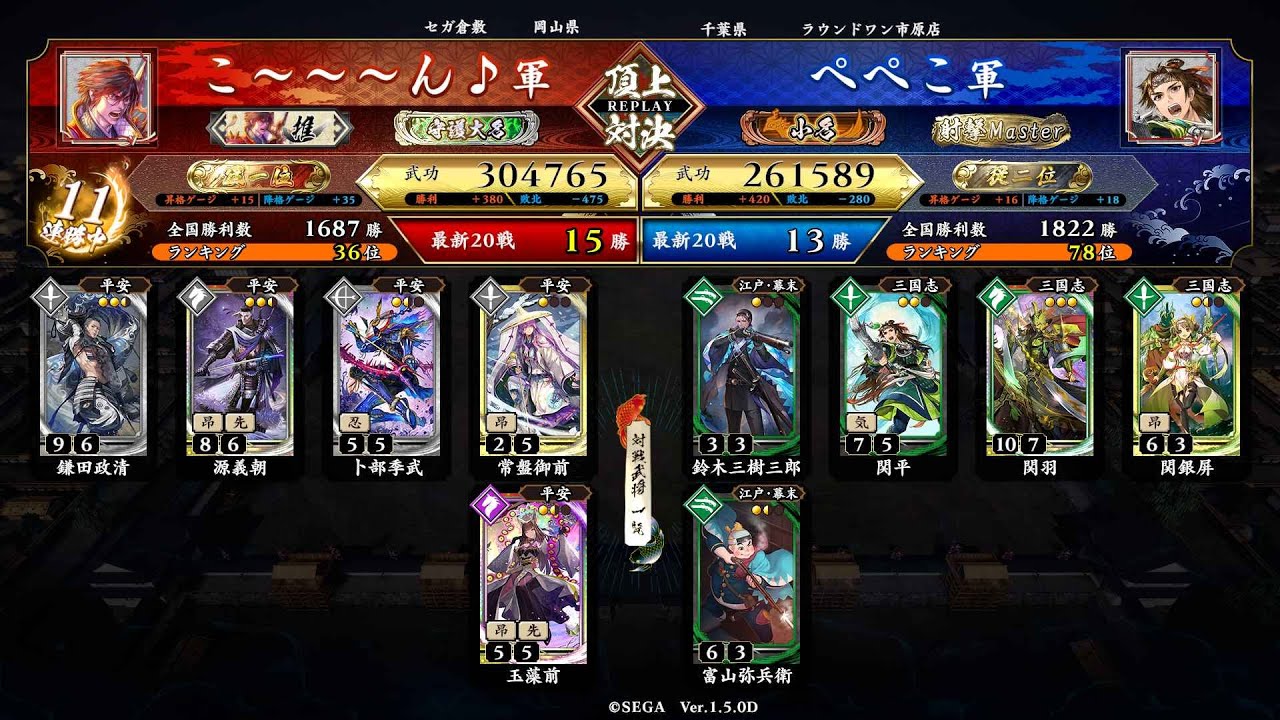 セガ倉敷 岡山県 千葉県 ラウンドワン市原店
こ～～～ん♪軍 頂上 ぺぺこ軍
REPLAY
対決
推 守護大名 小名 射撃Master
従二位
武功 304765 武功 261589
昇格ゲージ +15 降格ゲージ +35 勝利 +380 敗北 -475 勝利 +420 敗北 -280 昇格ゲージ +16 降格ゲージ +18
11
連勝中
全国勝利数 1687勝 最新20戦 15勝 最新20戦 13勝 全国勝利数 1822勝
ランキング 36位 ランキング 78位
平安 平安 平安 平安 江戸・幕末 三国志 三国志 三国志
昴 先 忍 昴 気 昴
9 6 8 6 5 5 2 5 3 3 7 5 10 7 6 3
鎌田政清 源義朝 卜部季武 常盤御前 鈴木三樹三郎 関平 関羽 関銀屏
対戦武将一覧
平安 江戸・幕末
昴 先
5 5 6 3
玉藻前 富山弥兵衛
©SEGA Ver.1.5.0D